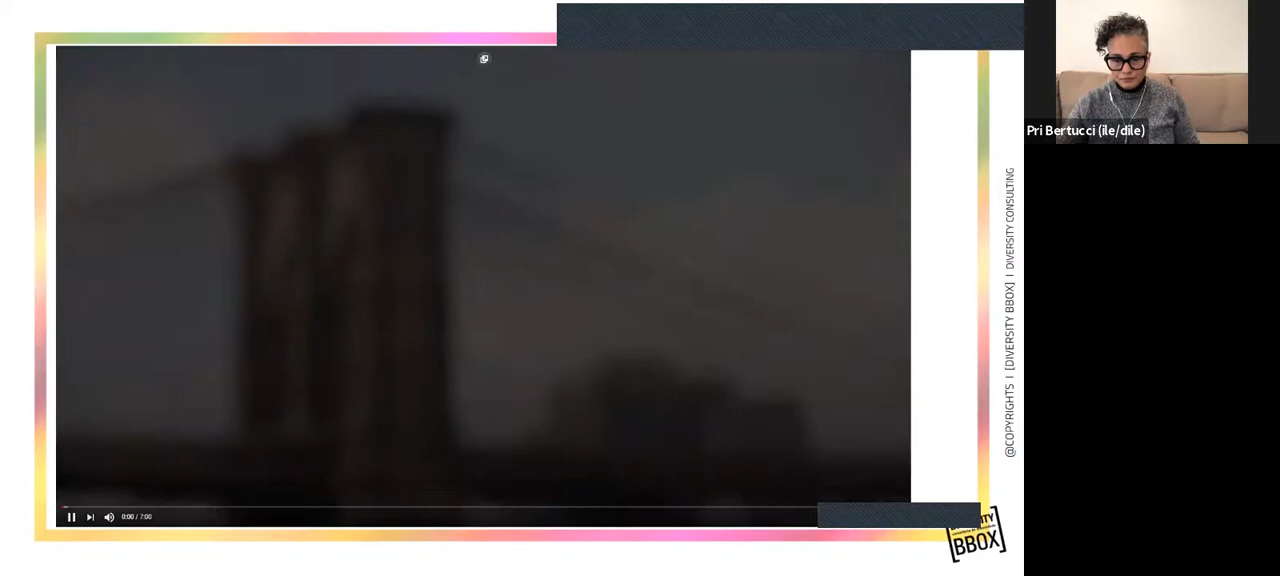 Pri Bertucci (ile/dile)
@COPYRIGHTS I [DIVERSITY BBOX] I DIVERSITY CONSULTING
0:00 / 7:00
[BBOX]